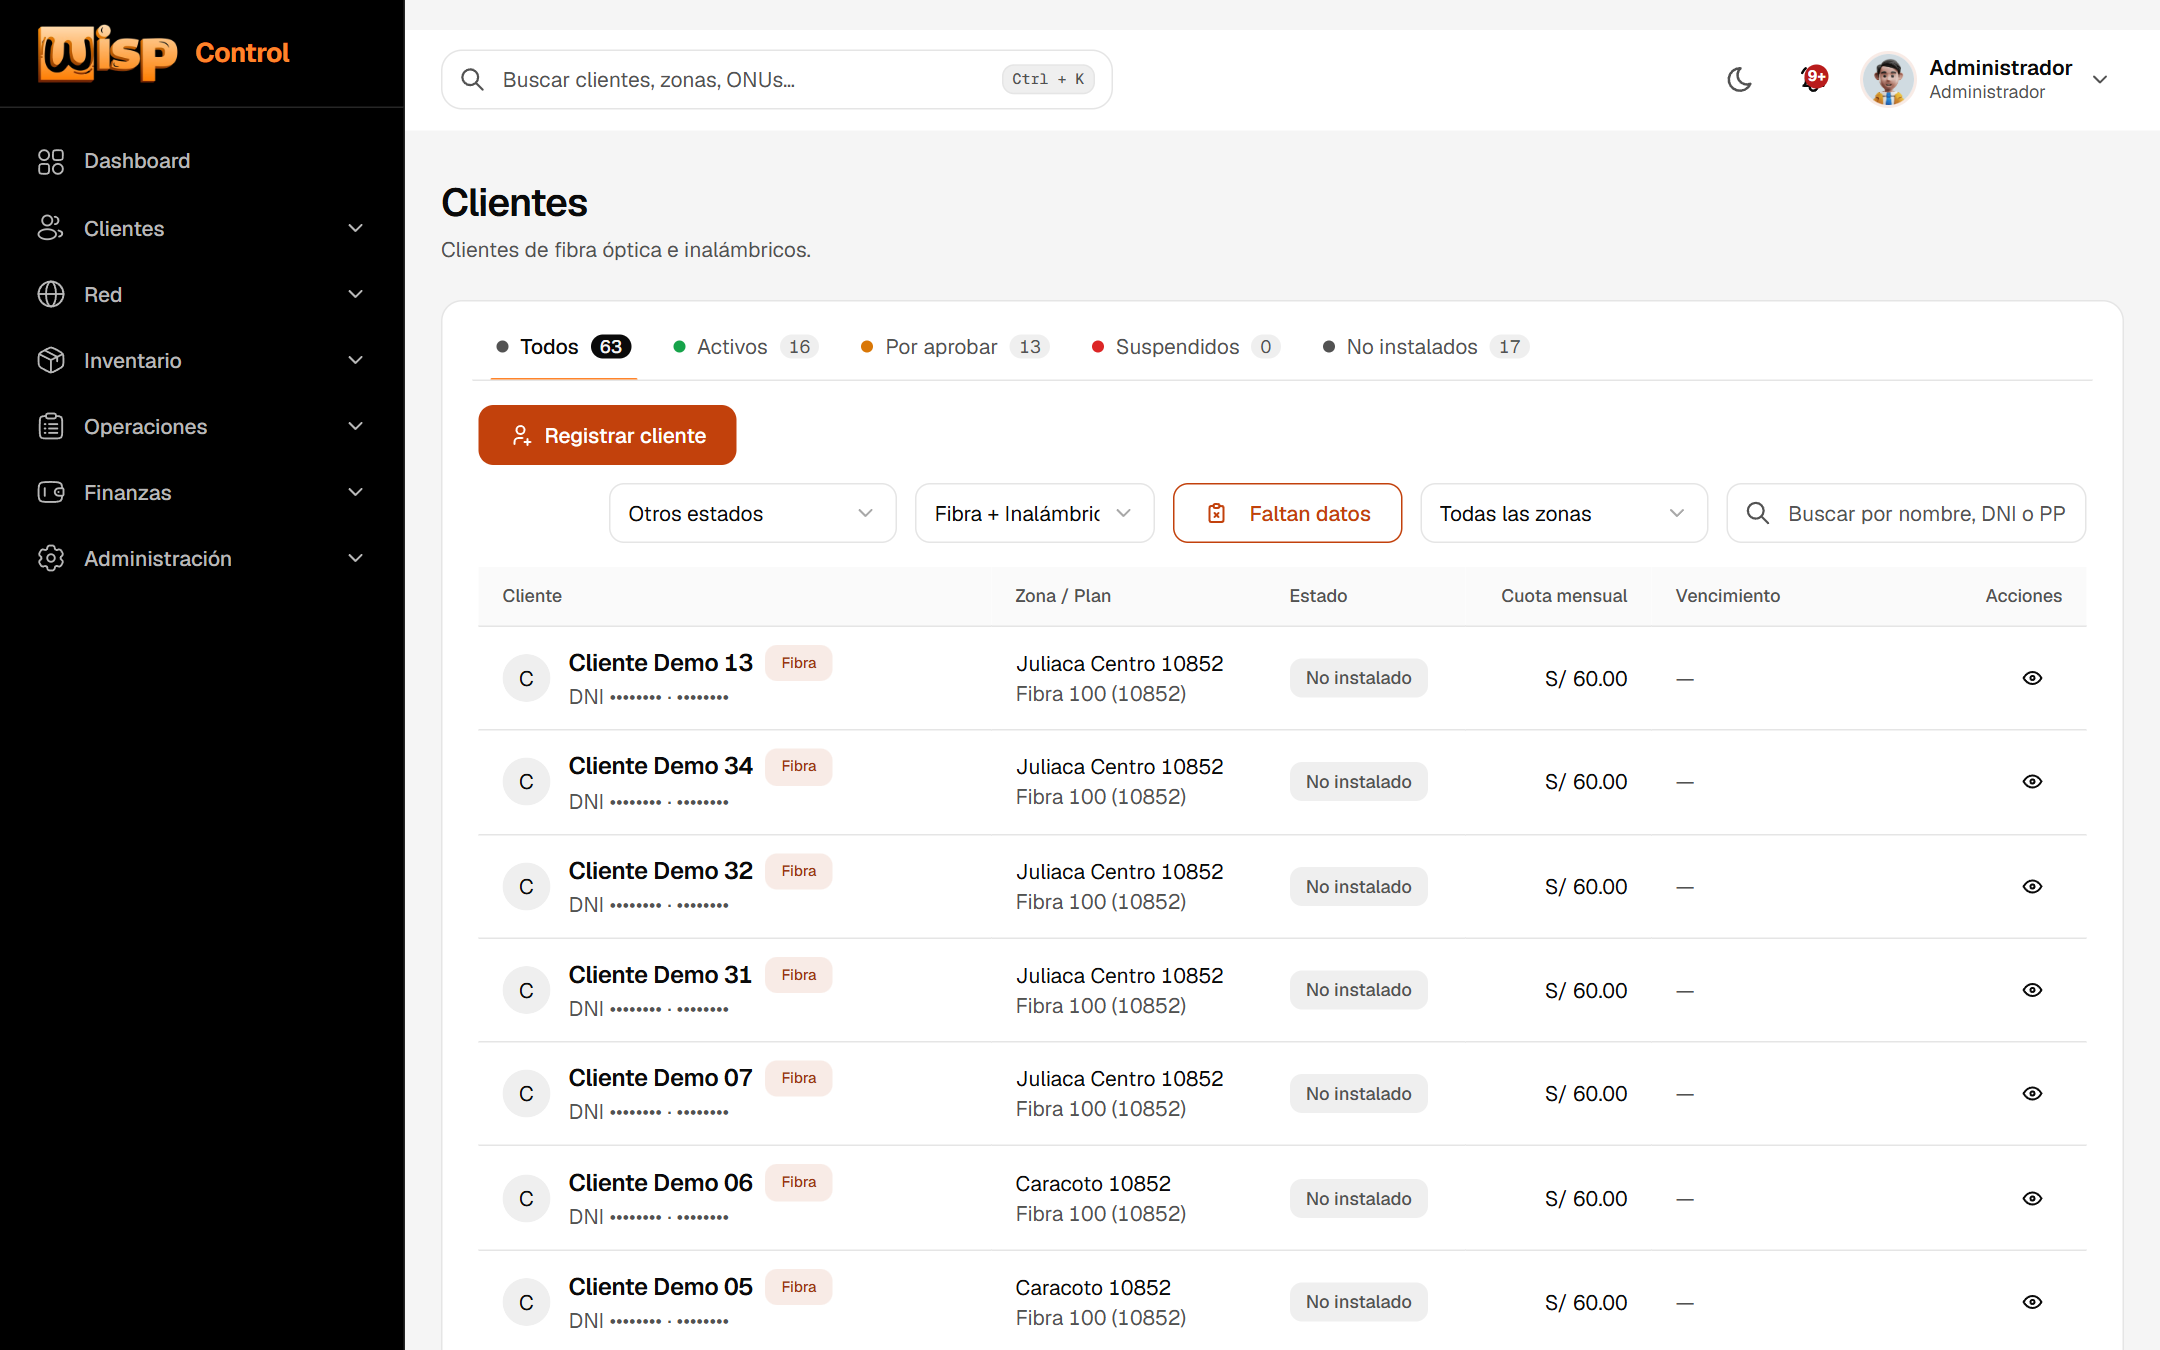 Wisp Control
Dashboard
Clientes
Red
Inventario
Operaciones
Finanzas
Administración
Buscar clientes, zonas, ONUs...
Ctrl + K
9+
Administrador
Administrador
Clientes
Clientes de fibra óptica e inalámbricos.
Todos 63 Activos 16 Por aprobar 13 Suspendidos 0 No instalados 17
Registrar cliente
Otros estados Fibra + Inalámbric Faltan datos Todas las zonas Buscar por nombre, DNI o PP
Cliente Zona / Plan Estado Cuota mensual Vencimiento Acciones
C Cliente Demo 13 Fibra Juliaca Centro 10852 No instalado S/ 60.00 —
DNI •••••••• · •••••••• Fibra 100 (10852)
C Cliente Demo 34 Fibra Juliaca Centro 10852 No instalado S/ 60.00 —
DNI •••••••• · •••••••• Fibra 100 (10852)
C Cliente Demo 32 Fibra Juliaca Centro 10852 No instalado S/ 60.00 —
DNI •••••••• · •••••••• Fibra 100 (10852)
C Cliente Demo 31 Fibra Juliaca Centro 10852 No instalado S/ 60.00 —
DNI •••••••• · •••••••• Fibra 100 (10852)
C Cliente Demo 07 Fibra Juliaca Centro 10852 No instalado S/ 60.00 —
DNI •••••••• · •••••••• Fibra 100 (10852)
C Cliente Demo 06 Fibra Caracoto 10852 No instalado S/ 60.00 —
DNI •••••••• · •••••••• Fibra 100 (10852)
C Cliente Demo 05 Fibra Caracoto 10852 No instalado S/ 60.00 —
DNI •••••••• · •••••••• Fibra 100 (10852)